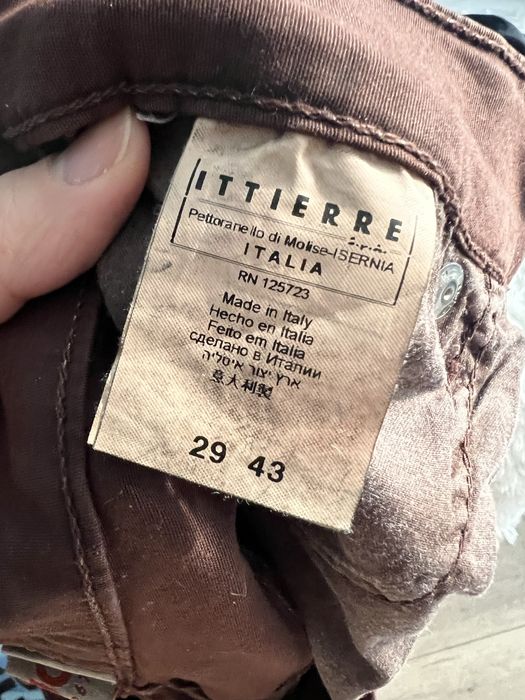 ITTIERRE
S.P.A.
Pettoranello di Molise-ISERNIA
ITALIA
RN 125723
Made in Italy
Hecho en Italia
Feito em Italia
сделано в Италии
ארץ יצור איטליה
意大利製
29 43